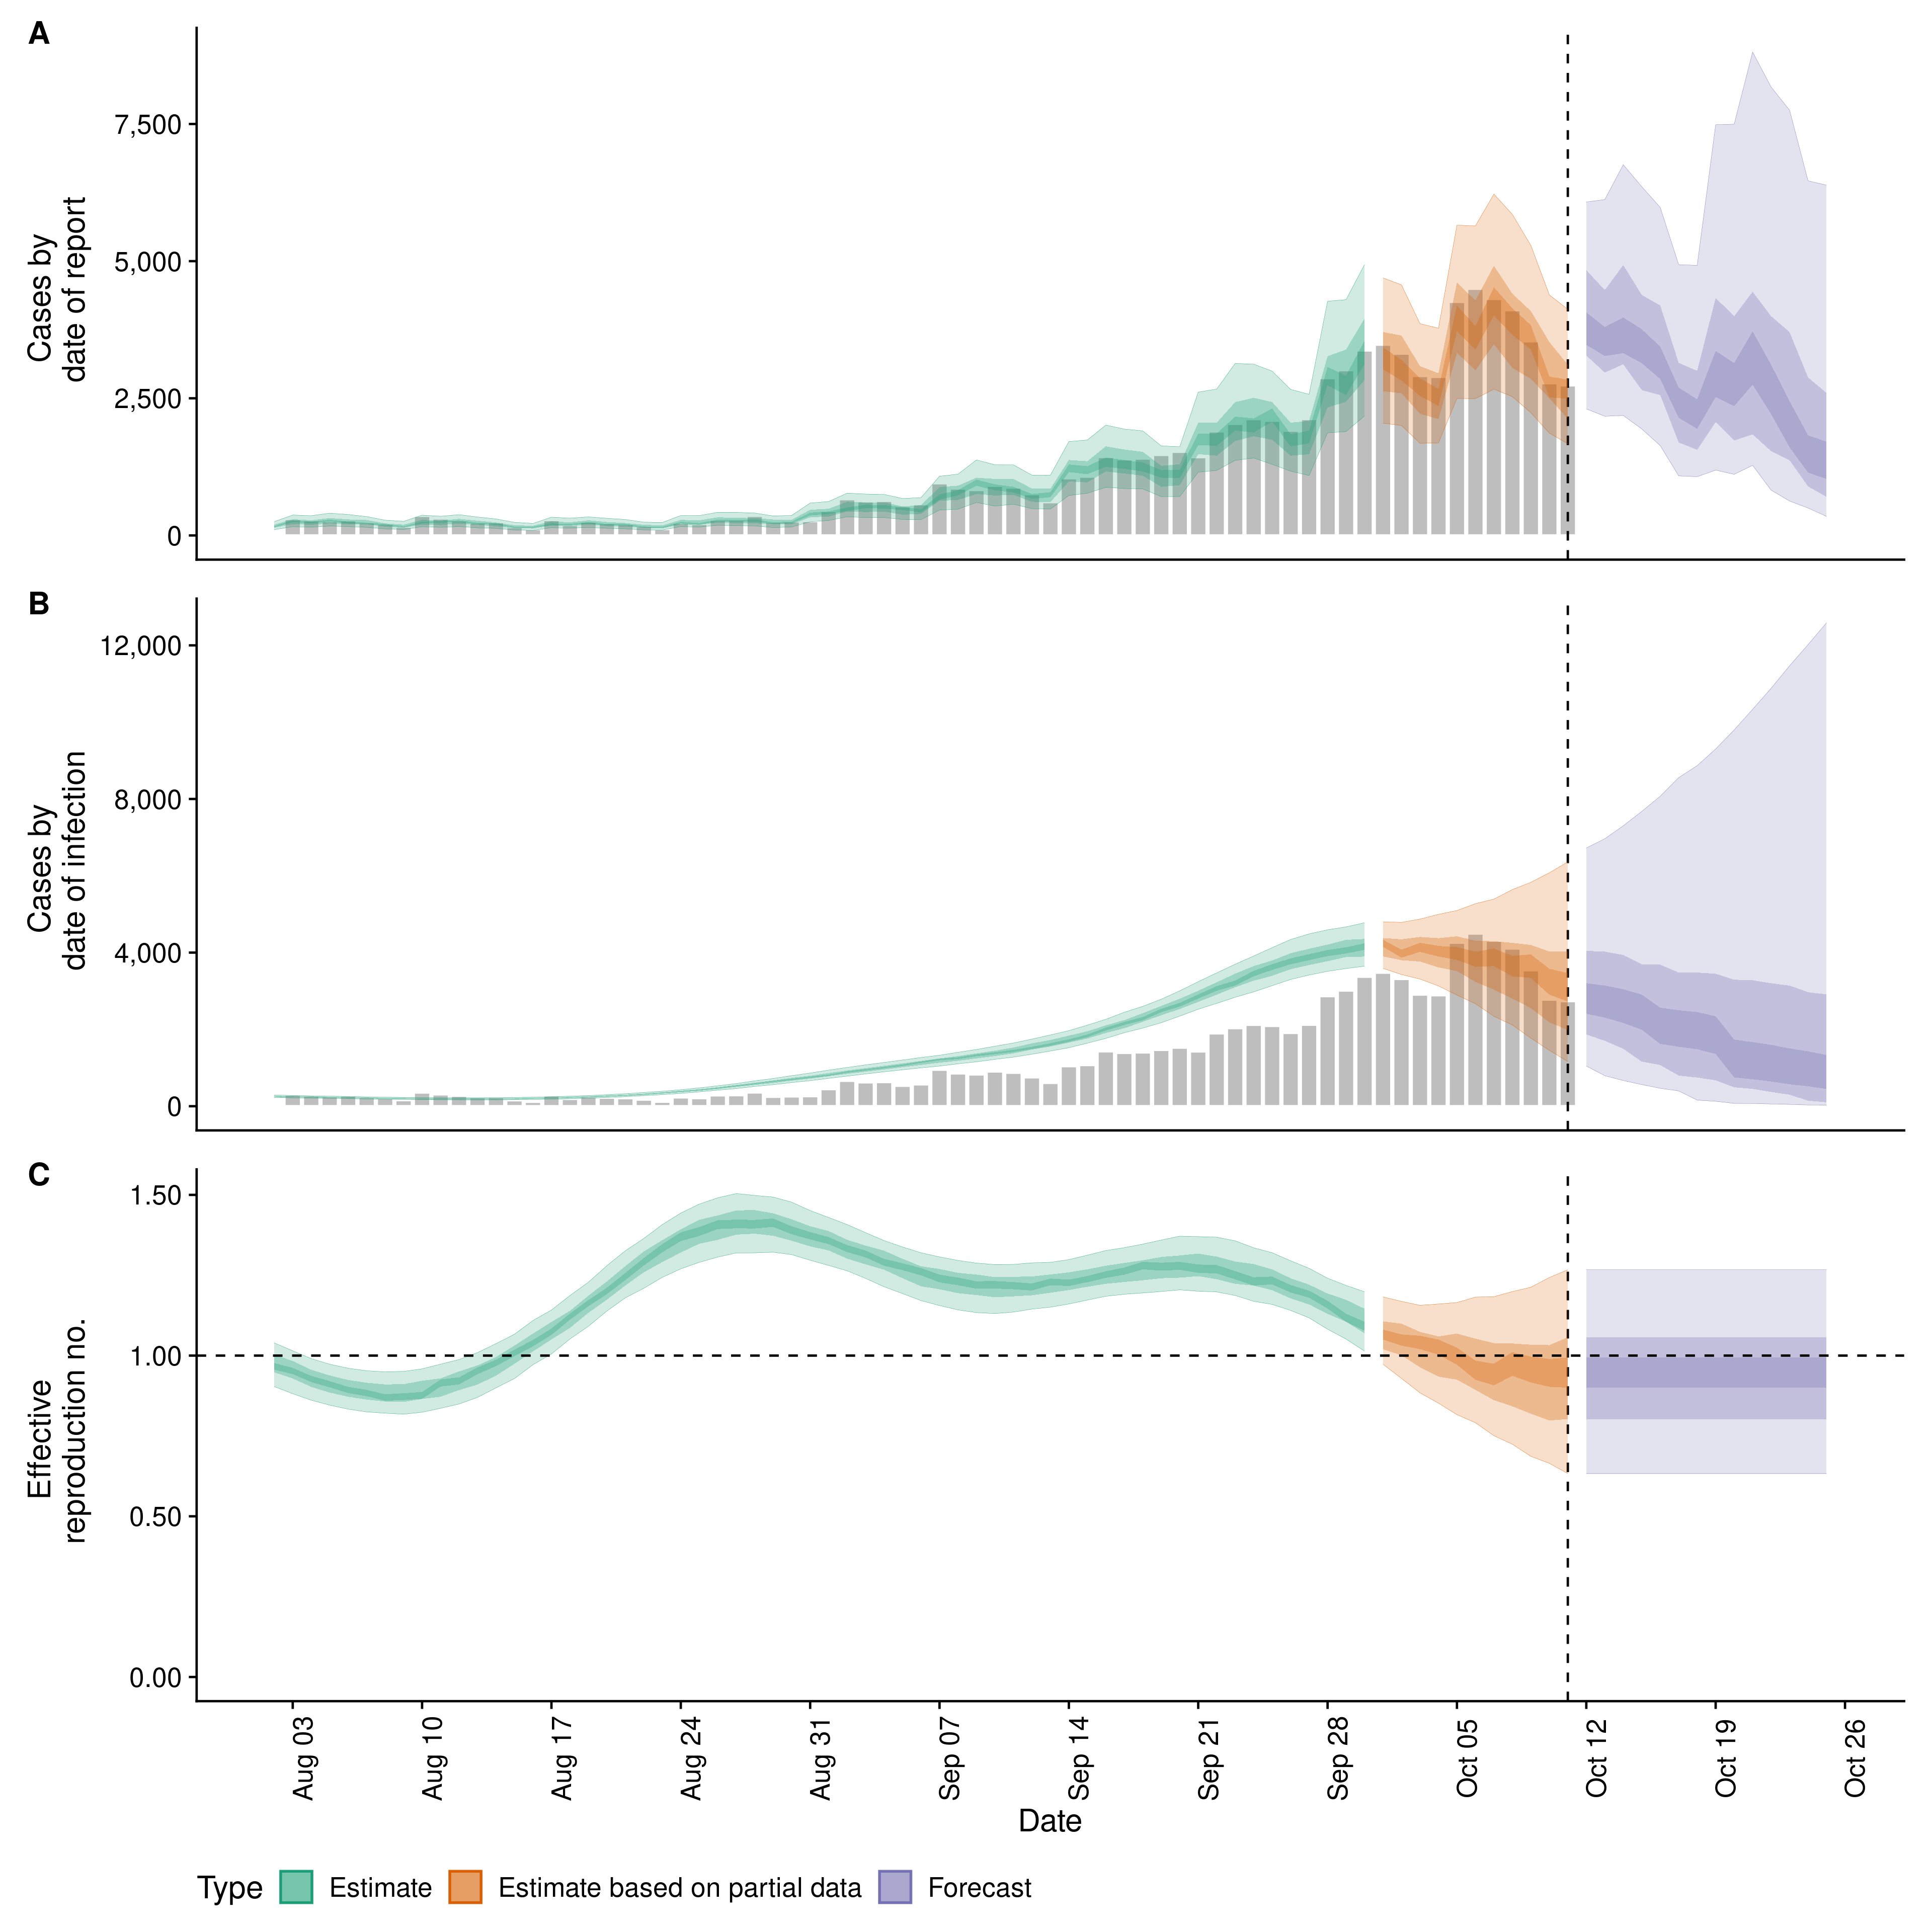 A
Cases by
date of report
7,500
5,000
2,500
0
B
Cases by
date of infection
12,000
8,000
4,000
0
C
Effective
reproduction no.
1.50
1.00
0.50
0.00
Aug 03
Aug 10
Aug 17
Aug 24
Aug 31
Sep 07
Sep 14
Sep 21
Sep 28
Oct 05
Oct 12
Oct 19
Oct 26
Date
Type Estimate Estimate based on partial data Forecast